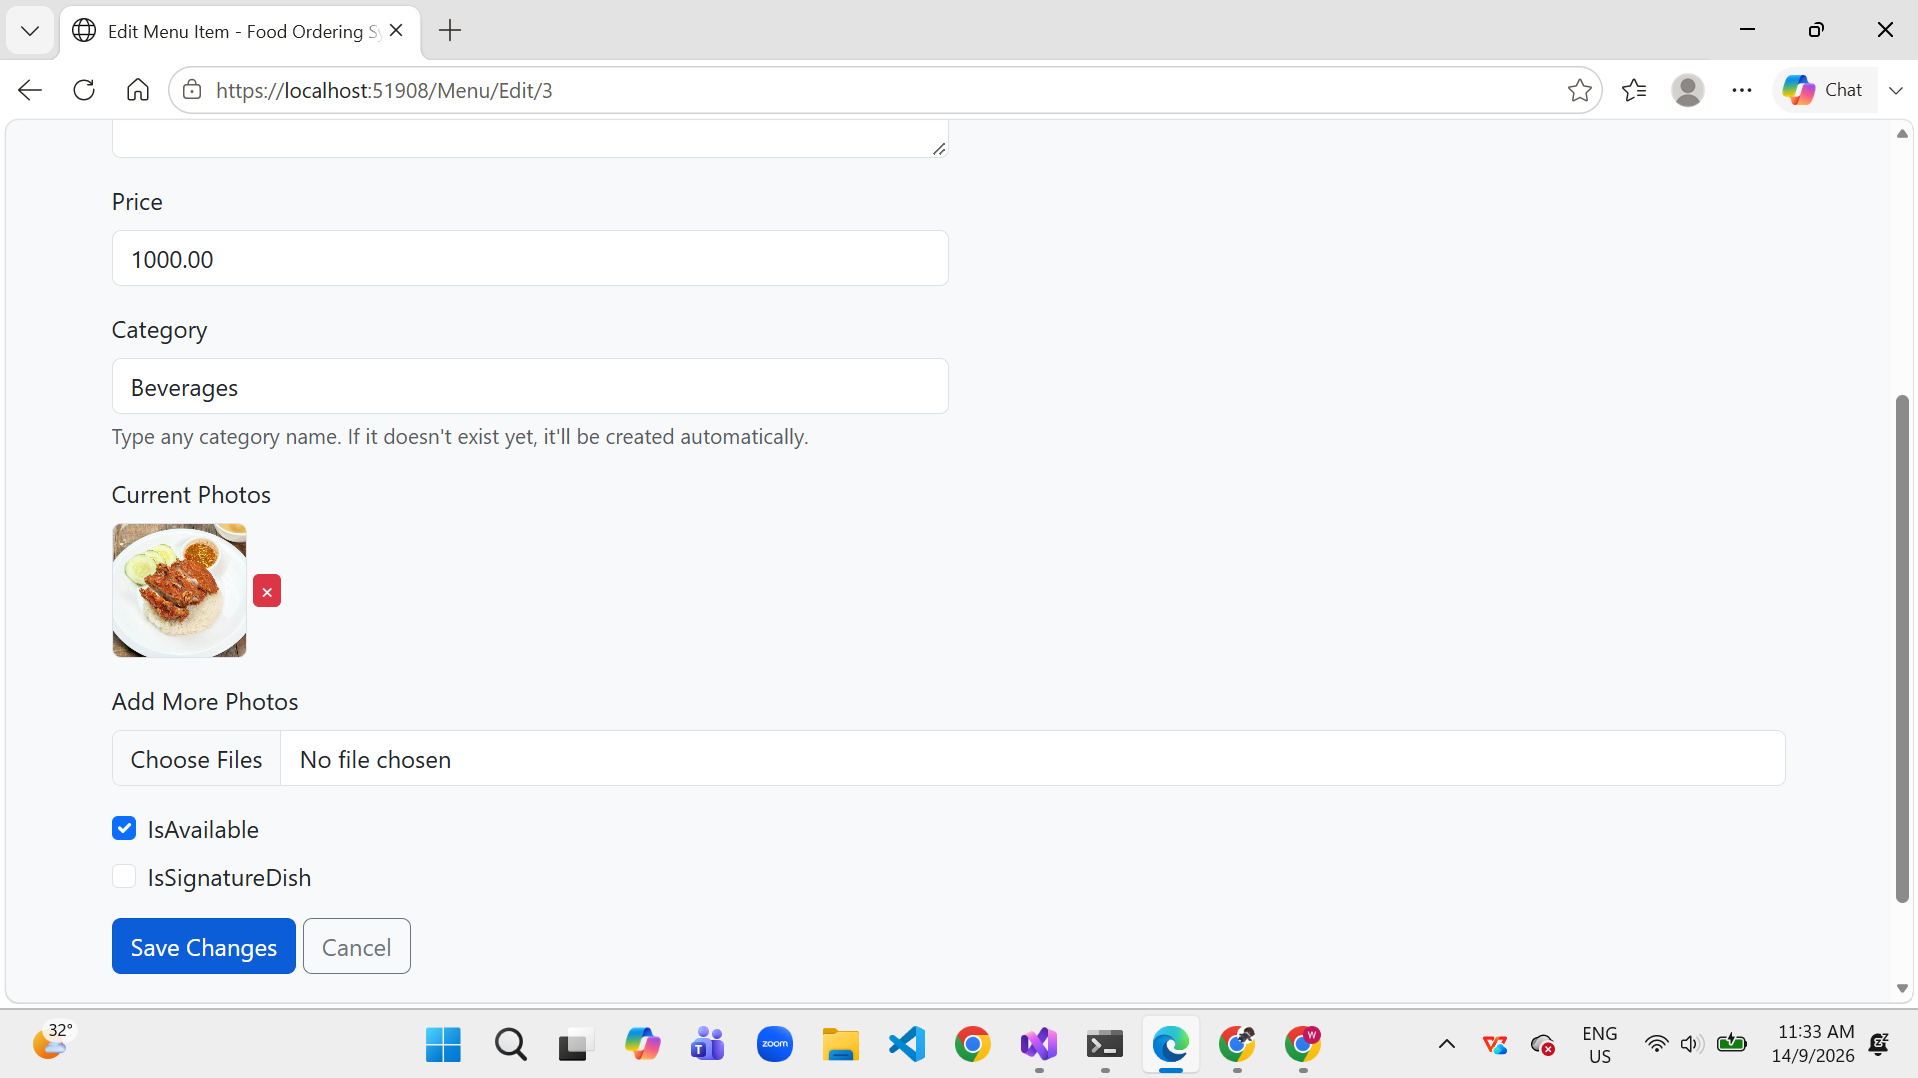 Edit Menu Item - Food Ordering Sy
https://localhost:51908/Menu/Edit/3
Chat
Price
1000.00
Category
Beverages
Type any category name. If it doesn't exist yet, it'll be created automatically.
Current Photos
×
Add More Photos
Choose Files No file chosen
IsAvailable
IsSignatureDish
Save Changes Cancel
32°
zoom
T
W
ENG
US
11:33 AM
14/9/2026